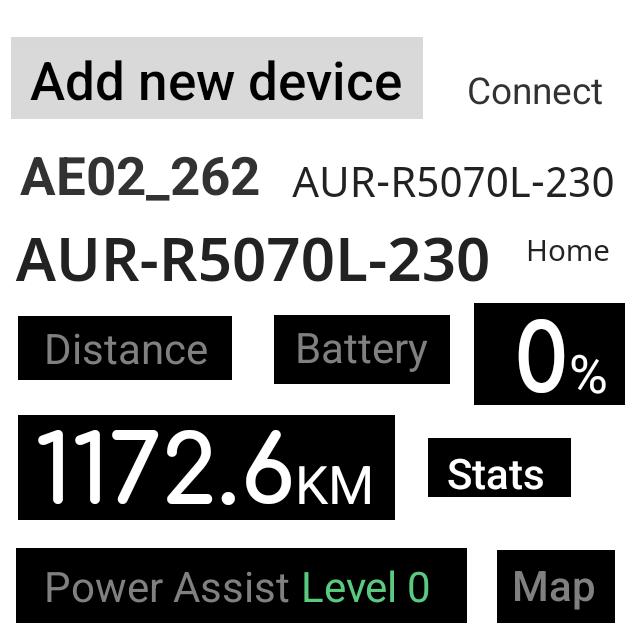 Add new device
Connect
AE02_262
AUR-R5070L-230
AUR-R5070L-230
Home
Distance
Battery
0%
1172.6KM
Stats
Power Assist Level 0
Map